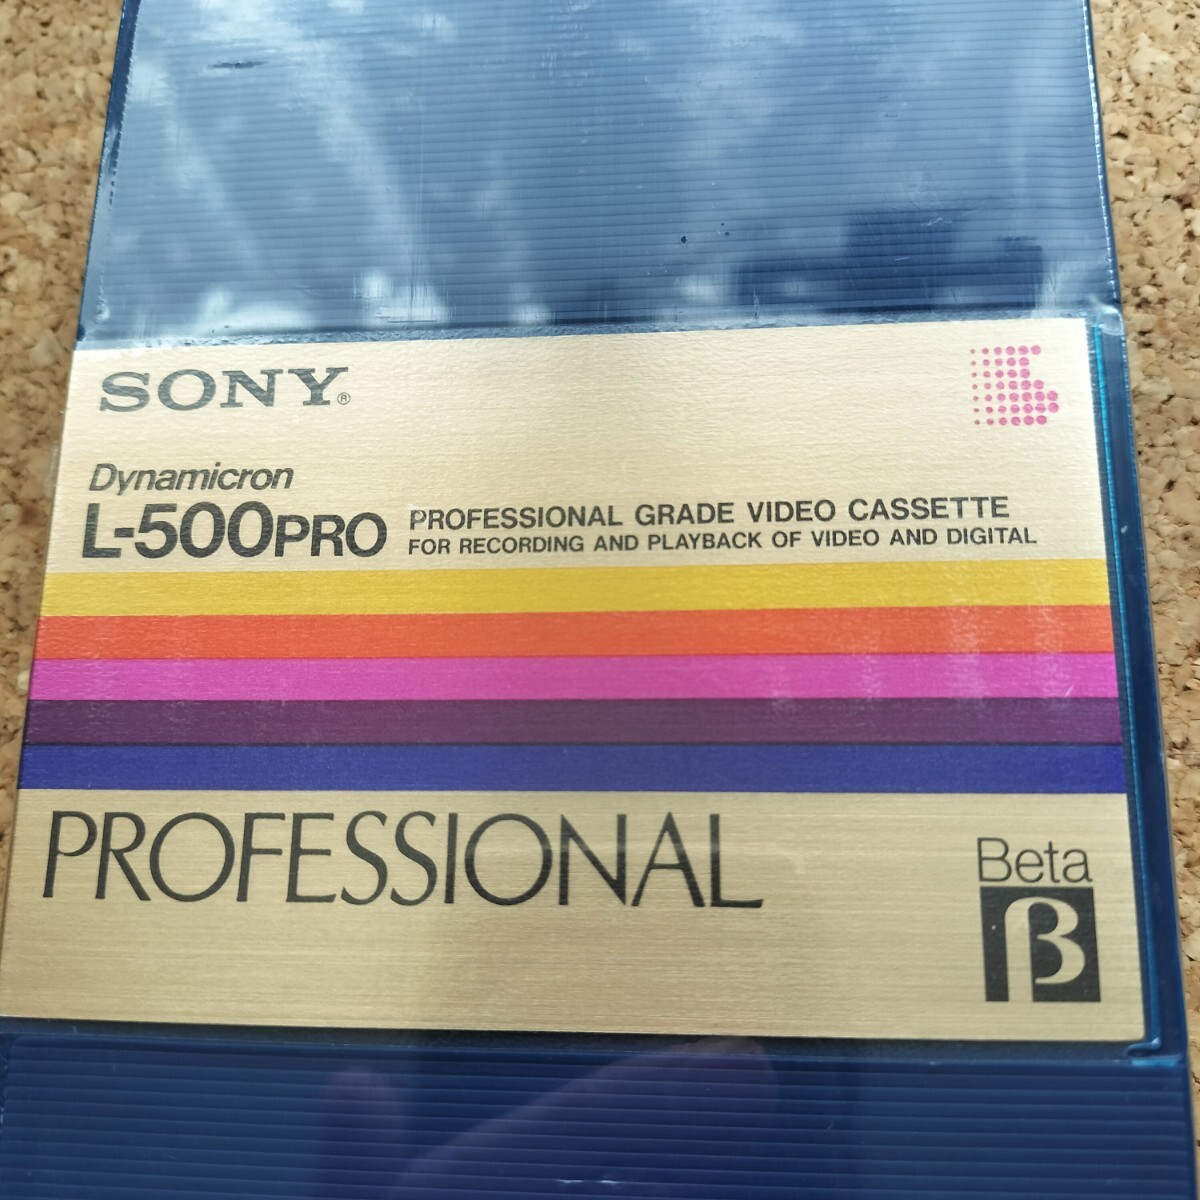 SONY®
Dynamicron
L-500PRO
PROFESSIONAL GRADE VIDEO CASSETTE
FOR RECORDING AND PLAYBACK OF VIDEO AND DIGITAL
PROFESSIONAL
Beta
β